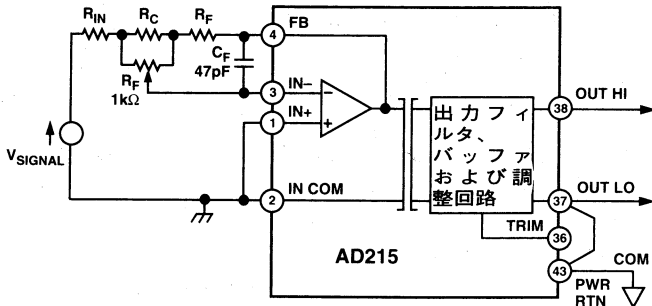 RIN RC RF
FB
4
CF
47pF
RF
1kΩ
3 IN−
−
1 IN+
+
VSIGNAL
2 IN COM
出力フィ
ルタ、
バッファ
および調
整回路
38 OUT HI
37 OUT LO
TRIM
36
AD215
43 COM
PWR
RTN